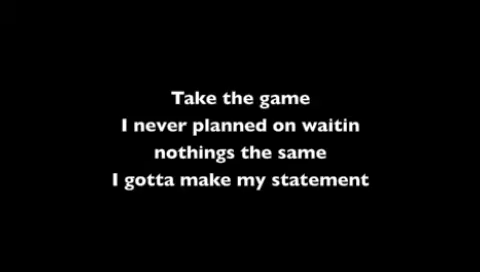 Take the game
I never planned on waitin
nothings the same
I gotta make my statement